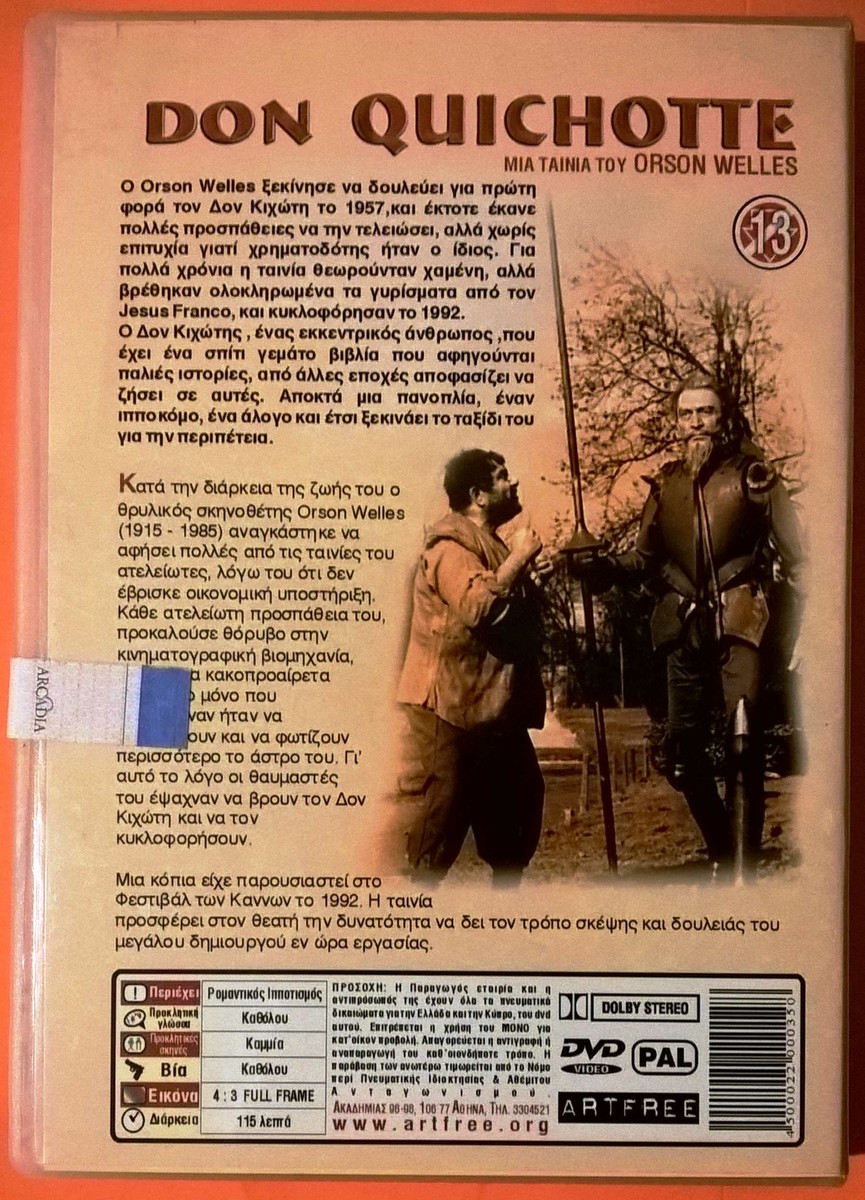 DON QUICHOTTE
ΜΙΑ ΤΑΙΝΙΑ ΤΟΥ ORSON WELLES
13
Ο Orson Welles ξεκίνησε να δουλεύει για πρώτη
φορά τον Δον Κιχώτη το 1957,και έκτοτε έκανε
πολλές προσπάθειες να την τελειώσει, αλλά χωρίς
επιτυχία γιατί χρηματοδότης ήταν ο ίδιος. Για
πολλά χρόνια η ταινία θεωρούνταν χαμένη, αλλά
βρέθηκαν ολοκληρωμένα τα γυρίσματα από τον
Jesus Franco, και κυκλοφόρησαν το 1992.
Ο Δον Κιχώτης , ένας εκκεντρικός άνθρωπος ,που
έχει ένα σπίτι γεμάτο βιβλία που αφηγούνται
παλιές ιστορίες, από άλλες εποχές αποφασίζει να
ζήσει σε αυτές. Αποκτά μια πανοπλία, έναν
ιπποκόμο, ένα άλογο και έτσι ξεκινάει το ταξίδι του
για την περιπέτεια.
Κατά την διάρκεια της ζωής του ο
θρυλικός σκηνοθέτης Orson Welles
(1915 - 1985) αναγκάστηκε να
αφήσει πολλές από τις ταινίες του
ατελείωτες, λόγω του ότι δεν
έβρισκε οικονομική υποστήριξη.
Κάθε ατελείωτη προσπάθεια του,
προκαλούσε θόρυβο στην
κινηματογραφική βιομηχανία,
κακοπροαίρετα
μόνο που
ήταν να
και να φωτίζουν
περισσότερο το άστρο του. Γι'
αυτό το λόγο οι θαυμαστές
του έψαχναν να βρουν τον Δον
Κιχώτη και να τον
κυκλοφορήσουν.
ARCADIA
Μια κόπια είχε παρουσιαστεί στο
Φεστιβάλ των Καννων το 1992. Η ταινία
προσφέρει στον θεατή την δυνατότητα να δει τον τρόπο σκέψης και δουλειάς του
μεγάλου δημιουργού εν ώρα εργασίας.
Περιέχει Ρομαντικός Ιπποτισμός
Προκλητική γλώσσα Καθόλου
Προκλητικές σκηνές Καμμία
Βία Καθόλου
Εικόνα 4 : 3 FULL FRAME
Διάρκεια 115 λεπτά
ΠΡΟΣΟΧΗ: Η Παραγωγός εταιρία και η
αντιπρόσωπός της έχουν όλα τα πνευματικά
δικαιώματα για την Ελλάδα και την Κύπρο, του dvd
αυτού. Επιτρέπεται η χρήση του ΜΟΝΟ για
κατ'οίκον προβολή. Απαγορεύεται η αντιγραφή ή
αναπαραγωγή του καθ'οιονδήποτε τρόπο. Η
παράβαση των ανωτέρω τιμωρείται από το Νόμο
περί Πνευματικής Ιδιοκτησίας & Αθέμιτου
Ανταγωνισμού.
ΑΚΑΔΗΜΙΑΣ 96-98, 106 77 ΑΘΗΝΑ, ΤΗΛ. 3304521
www.artfree.org
DOLBY STEREO
DVD
VIDEO
PAL
ARTFREE
4 500022 000350